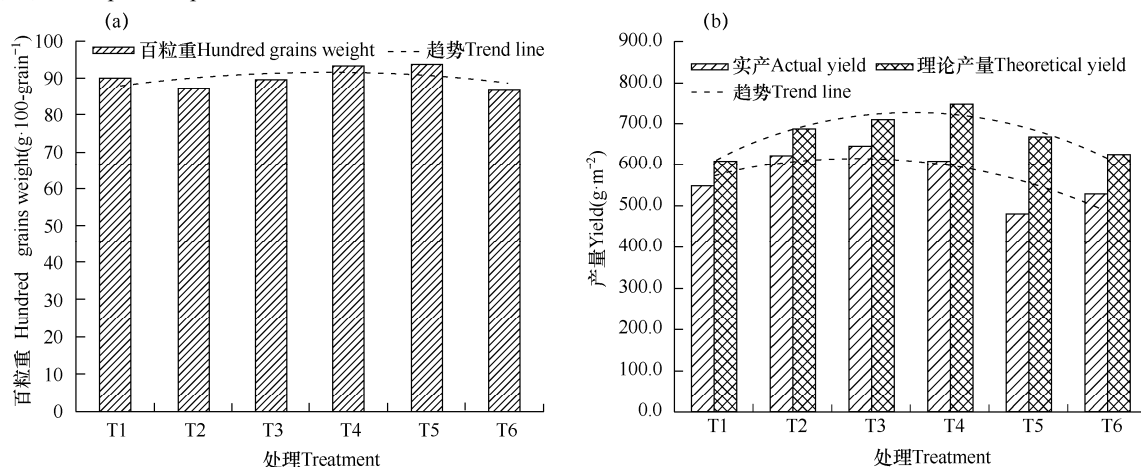 (a)
百粒重Hundred grains weight
趋势Trend line
100
90
80
70
60
50
40
30
20
10
0
百粒重 Hundred grains weight(g·100-grain⁻¹)
T1 T2 T3 T4 T5 T6
处理Treatment
(b)
实产Actual yield 理论产量Theoretical yield
趋势Trend line
900.0
800.0
700.0
600.0
500.0
400.0
300.0
200.0
100.0
0.0
产量Yield(g·m⁻²)
T1 T2 T3 T4 T5 T6
处理Treatment